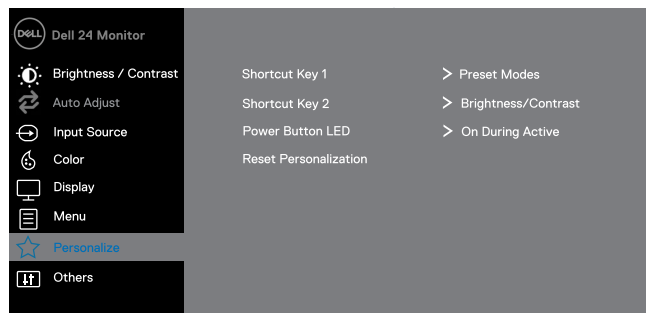 DELL Dell 24 Monitor
Brightness / Contrast
Shortcut Key 1 > Preset Modes
Auto Adjust
Shortcut Key 2 > Brightness/Contrast
Input Source
Power Button LED > On During Active
Color
Reset Personalization
Display
Menu
Personalize
Others